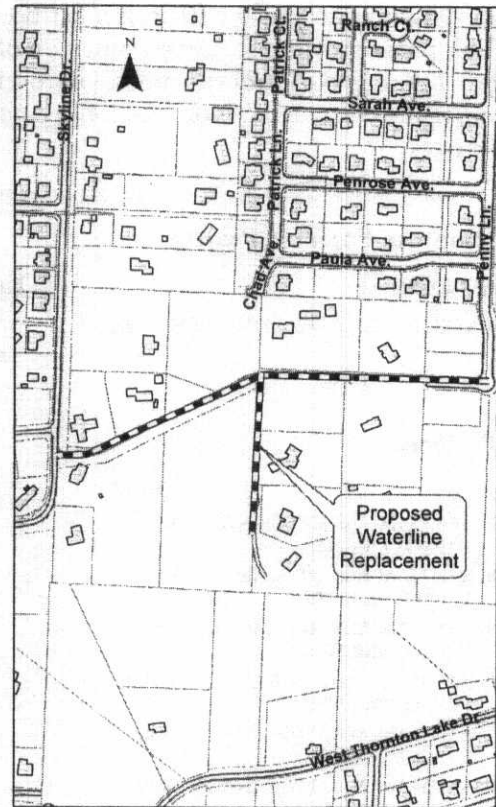 Ranch Ct.
Patrick Ct.
N
Skyline Dr.
Sarah Ave.
Patrick Ln.
Penrose Ave.
Penny Ln.
Paula Ave.
Chad Ave.
Proposed
Waterline
Replacement
West Thornton Lake Dr.